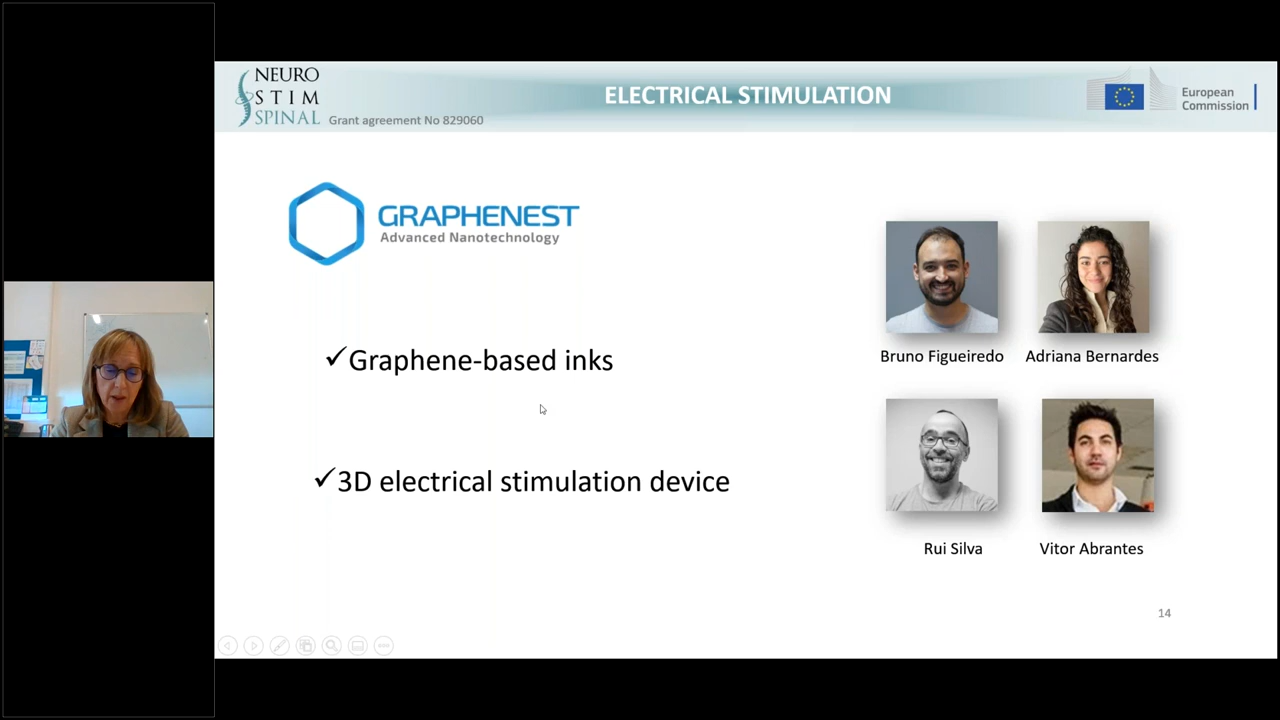 NEURO
STIM
SPINAL
Grant agreement No 829060
ELECTRICAL STIMULATION
European
Commission
GRAPHENEST
Advanced Nanotechnology
✓Graphene-based inks
✓3D electrical stimulation device
Bruno Figueiredo
Adriana Bernardes
Rui Silva
Vitor Abrantes
14